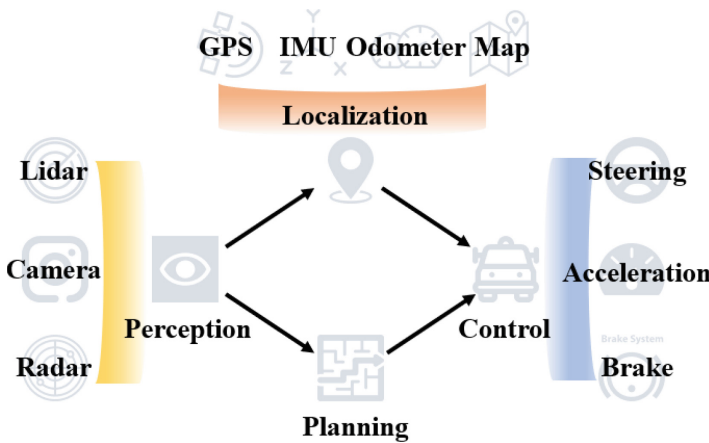 GPS IMU Odometer Map
Y
Z X
Localization
Lidar
Steering
Camera
Acceleration
Perception
Control
Brake System
Radar
Brake
Planning